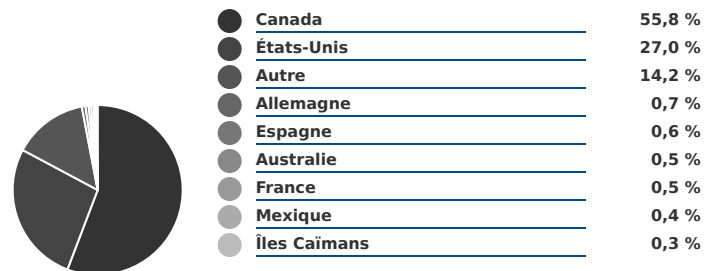 Canada 55,8 %
États-Unis 27,0 %
Autre 14,2 %
Allemagne 0,7 %
Espagne 0,6 %
Australie 0,5 %
France 0,5 %
Mexique 0,4 %
Îles Caïmans 0,3 %